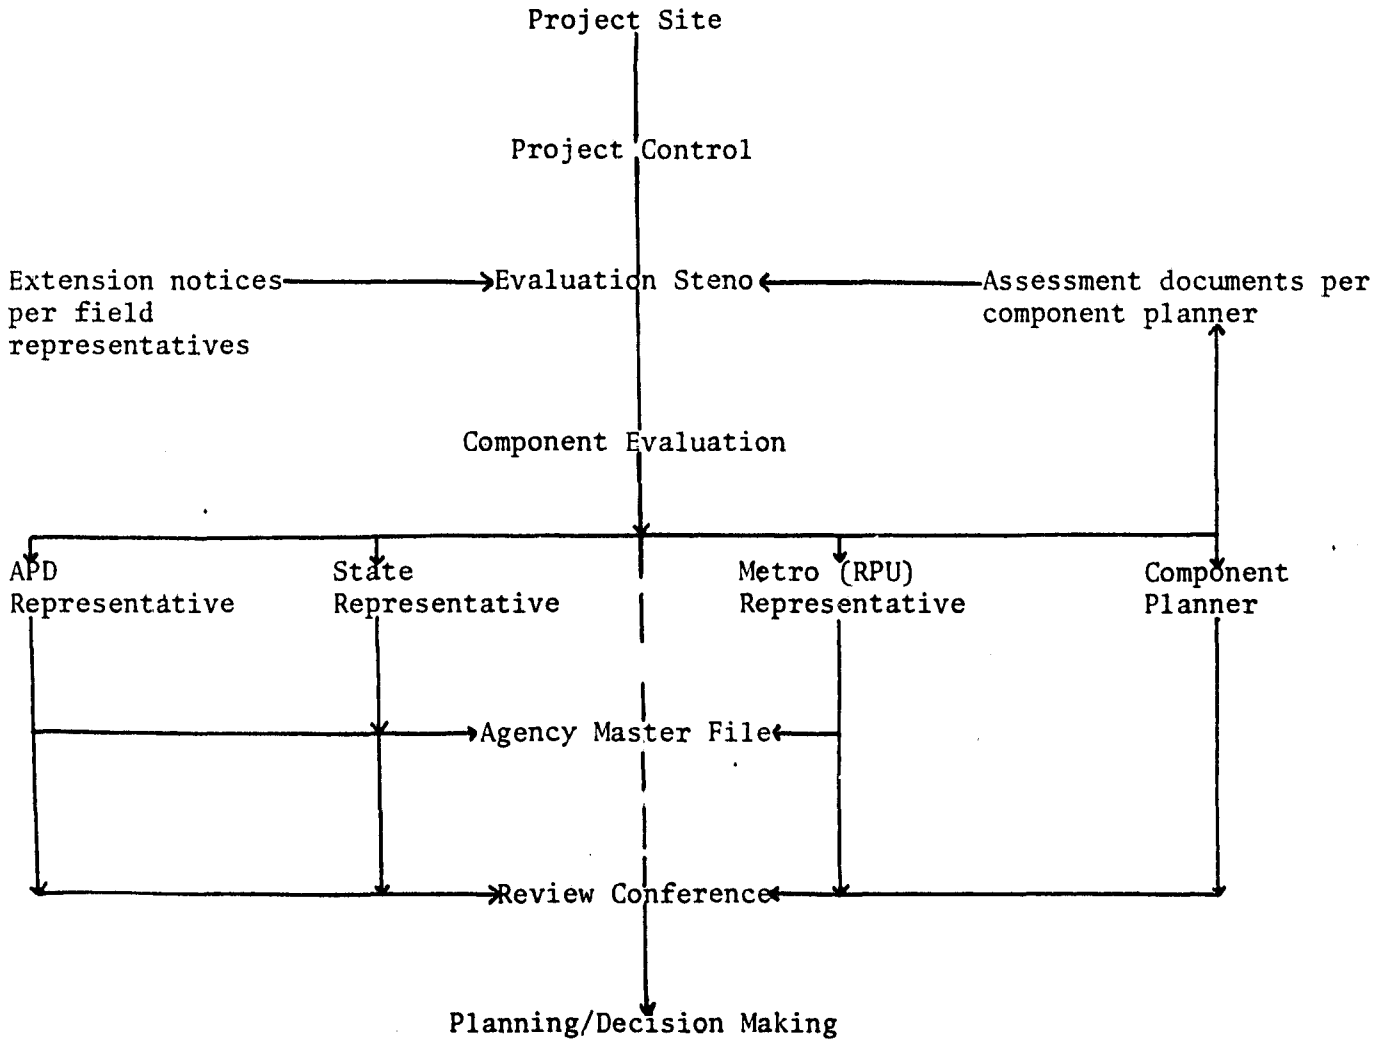 Project Site
Project Control
Extension notices
per field
representatives
Evaluation Steno
Assessment documents per
component planner
Component Evaluation
APD
Representative
State
Representative
Metro (RPU)
Representative
Component
Planner
Agency Master File
Review Conference
Planning/Decision Making